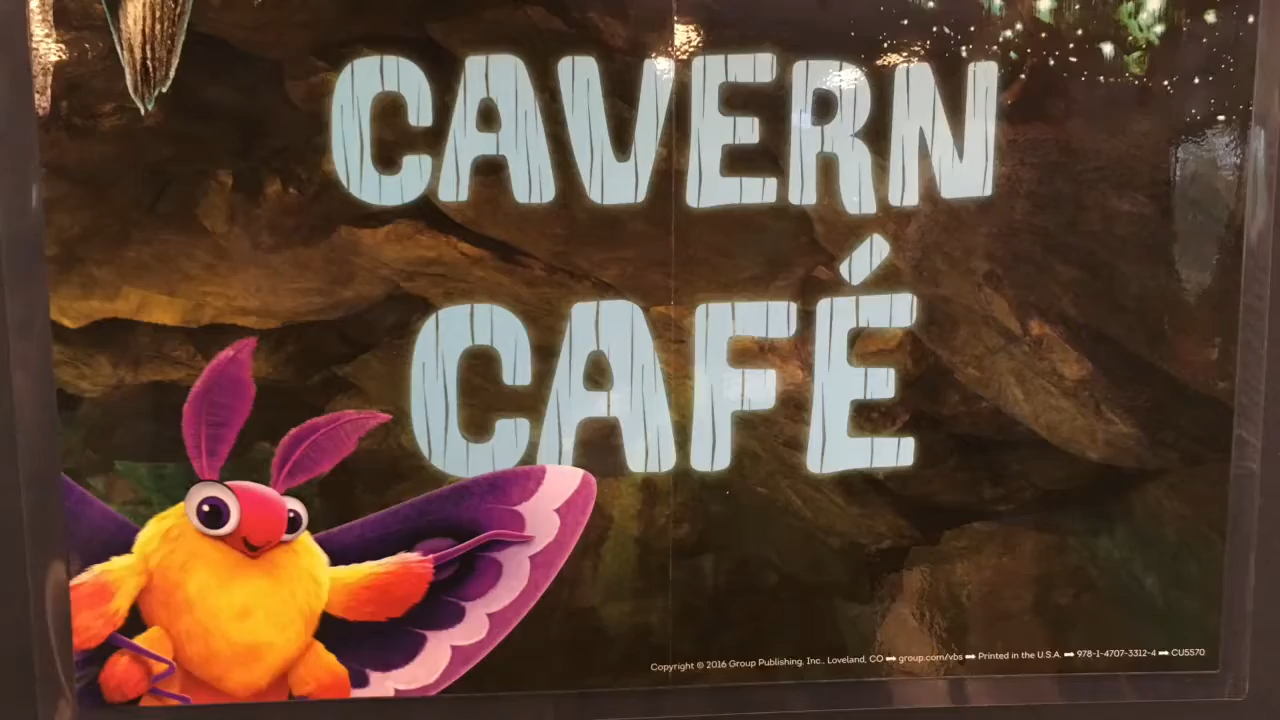 CAVERN
CAFÉ
Copyright © 2016 Group Publishing, Inc., Loveland, CO ➡ group.com/vbs ➡ Printed in the U.S.A. ➡ 978-1-4707-3312-4 ➡ CU5570